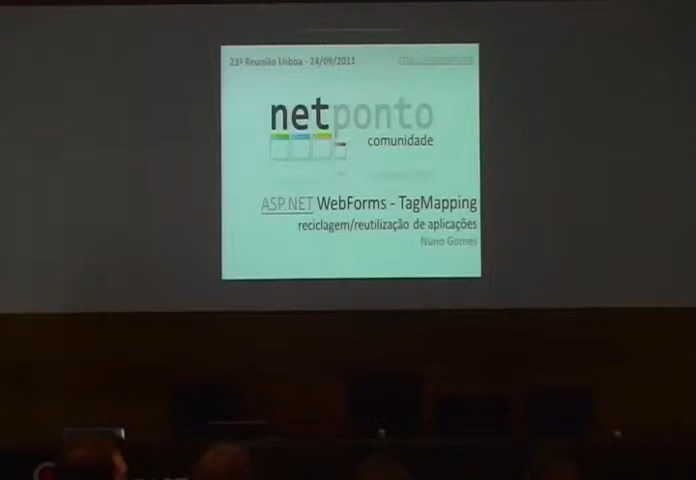 23ª Reunião Lisboa - 24/09/2011
netponto
comunidade
ASP.NET WebForms - TagMapping
reciclagem/reutilização de aplicações
Nuno Gomes